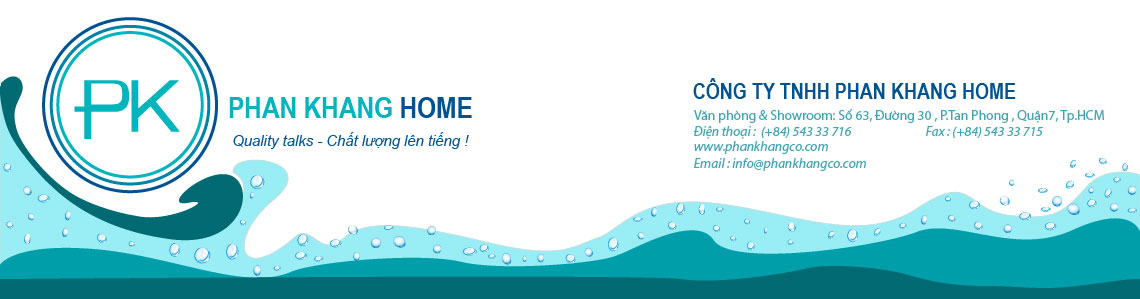 PK
PHAN KHANG HOME
Quality talks - Chất lượng lên tiếng !
CÔNG TY TNHH PHAN KHANG HOME
Văn phòng & Showroom: Số 63, Đường 30 , P.Tan Phong , Quận7, Tp.HCM
Điện thoại : (+84) 543 33 716 Fax : (+84) 543 33 715
www.phankhangco.com
Email : info@phankhangco.com